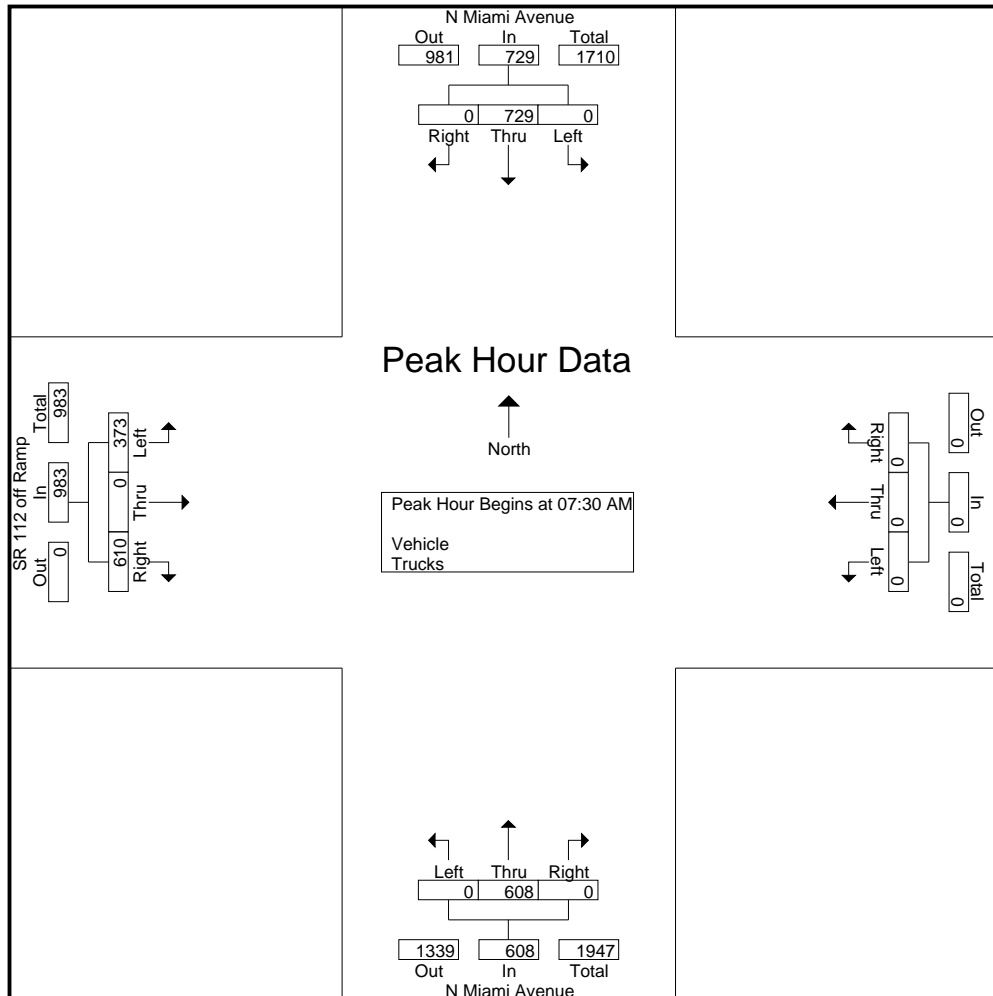 N Miami Avenue
Out In Total
981 729 1710
0 729 0
Right Thru Left
Peak Hour Data
North
Peak Hour Begins at 07:30 AM
Vehicle
Trucks
SR 112 off Ramp
Out In Total
0 983 983
610 0 373
Right Thru Left
Out In Total
0 0 0
0 0 0
Right Thru Left
Left Thru Right
0 608 0
1339 608 1947
Out In Total
N Miami Avenue